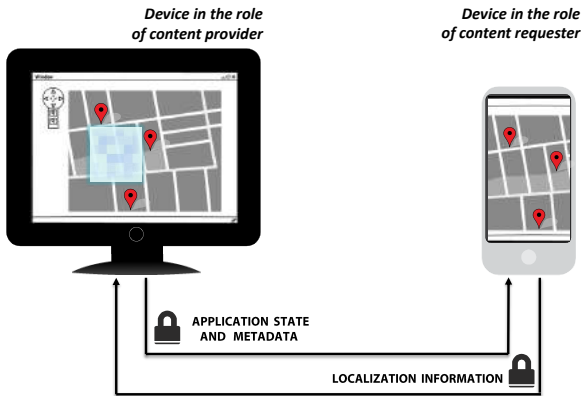 Device in the role
of content provider
Device in the role
of content requester
Window
APPLICATION STATE
AND METADATA
LOCALIZATION INFORMATION